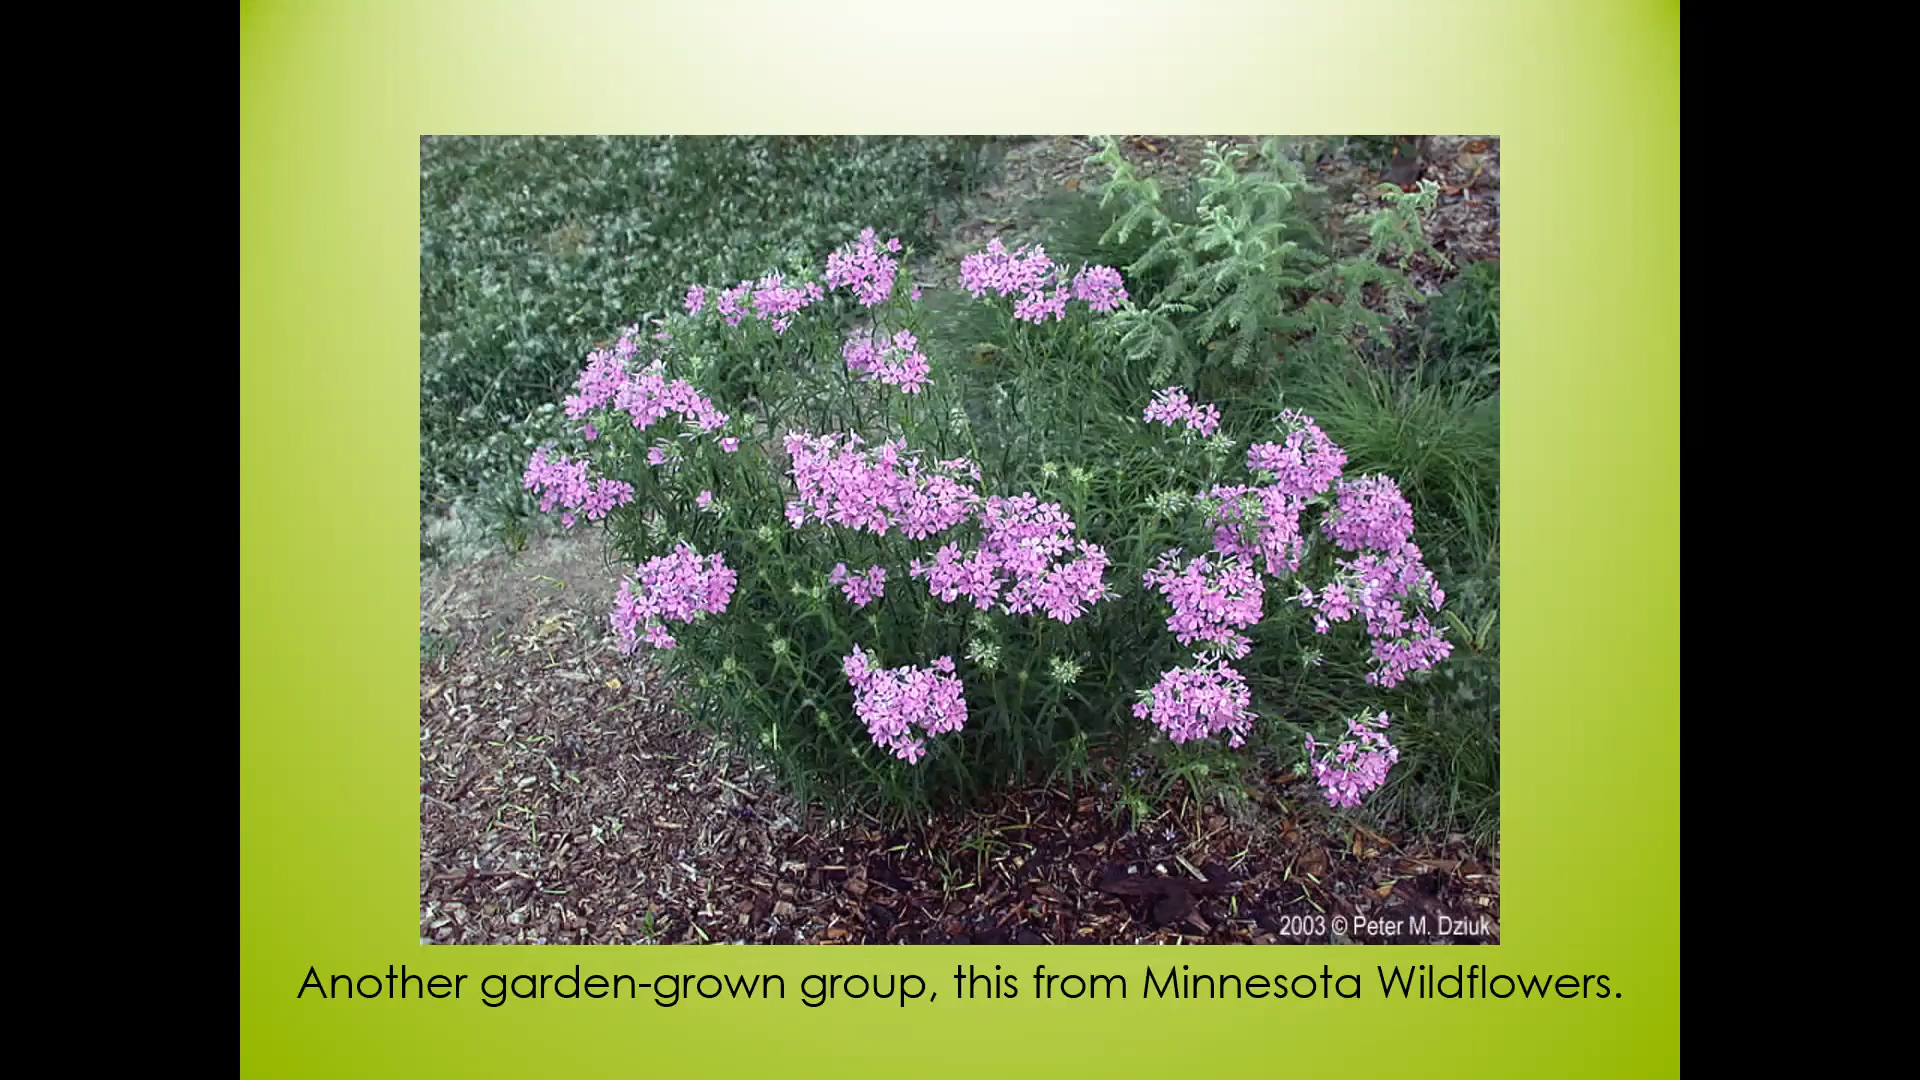 2003 © Peter M. Dziuk
Another garden-grown group, this from Minnesota Wildflowers.